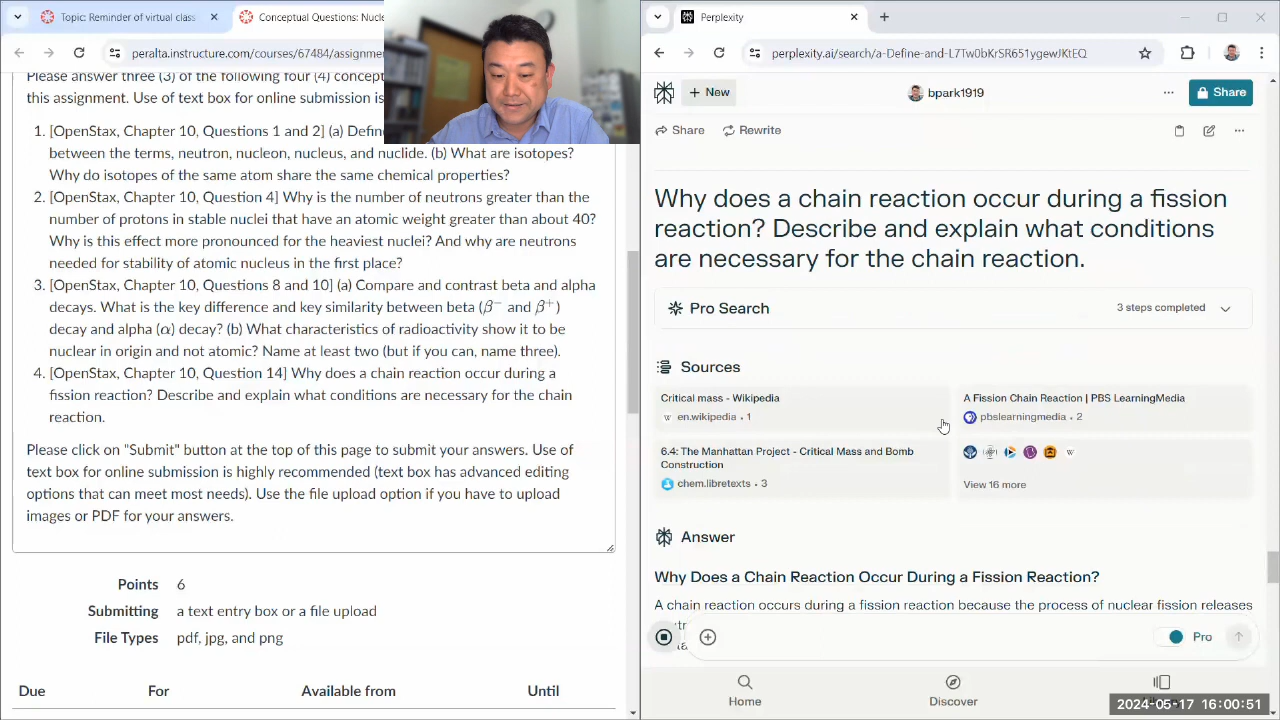 Topic Reminder of virtual class
Conceptual Questions: Nucle
peralta.instructure.com/courses/67484/assignme
Please answer three (3) of the following four (4) concept
this assignment. Use of text box for online submission is
1. [OpenStax, Chapter 10, Questions 1 and 2] (a) Define
between the terms, neutron, nucleon, nucleus, and nuclide. (b) What are isotopes?
Why do isotopes of the same atom share the same chemical properties?
2. [OpenStax, Chapter 10, Question 4] Why is the number of neutrons greater than the
number of protons in stable nuclei that have an atomic weight greater than about 40?
Why is this effect more pronounced for the heaviest nuclei? And why are neutrons
needed for stability of atomic nucleus in the first place?
3. [OpenStax, Chapter 10, Questions 8 and 10] (a) Compare and contrast beta and alpha
decays. What is the key difference and key similarity between beta (β⁻ and β⁺)
decay and alpha (α) decay? (b) What characteristics of radioactivity show it to be
nuclear in origin and not atomic? Name at least two (but if you can, name three).
4. [OpenStax, Chapter 10, Question 14] Why does a chain reaction occur during a
fission reaction? Describe and explain what conditions are necessary for the chain
reaction.
Please click on "Submit" button at the top of this page to submit your answers. Use of
text box for online submission is highly recommended (text box has advanced editing
options that can meet most needs). Use the file upload option if you have to upload
images or PDF for your answers.
Points 6
Submitting a text entry box or a file upload
File Types pdf, jpg, and png
Due For Available from Until
Perplexity
perplexity.ai/search/a-Define-and-L7Tw0bKrSR651ygewJKtEQ
+ New
bpark1919
Share
Share Rewrite
Why does a chain reaction occur during a fission
reaction? Describe and explain what conditions
are necessary for the chain reaction.
Pro Search 3 steps completed
Sources
Critical mass - Wikipedia
en.wikipedia · 1
A Fission Chain Reaction | PBS LearningMedia
pbslearningmedia · 2
6.4: The Manhattan Project - Critical Mass and Bomb
Construction
chem.libretexts · 3
View 16 more
Answer
Why Does a Chain Reaction Occur During a Fission Reaction?
A chain reaction occurs during a fission reaction because the process of nuclear fission releases
Pro
Home Discover
2024-05-17 16:00:51